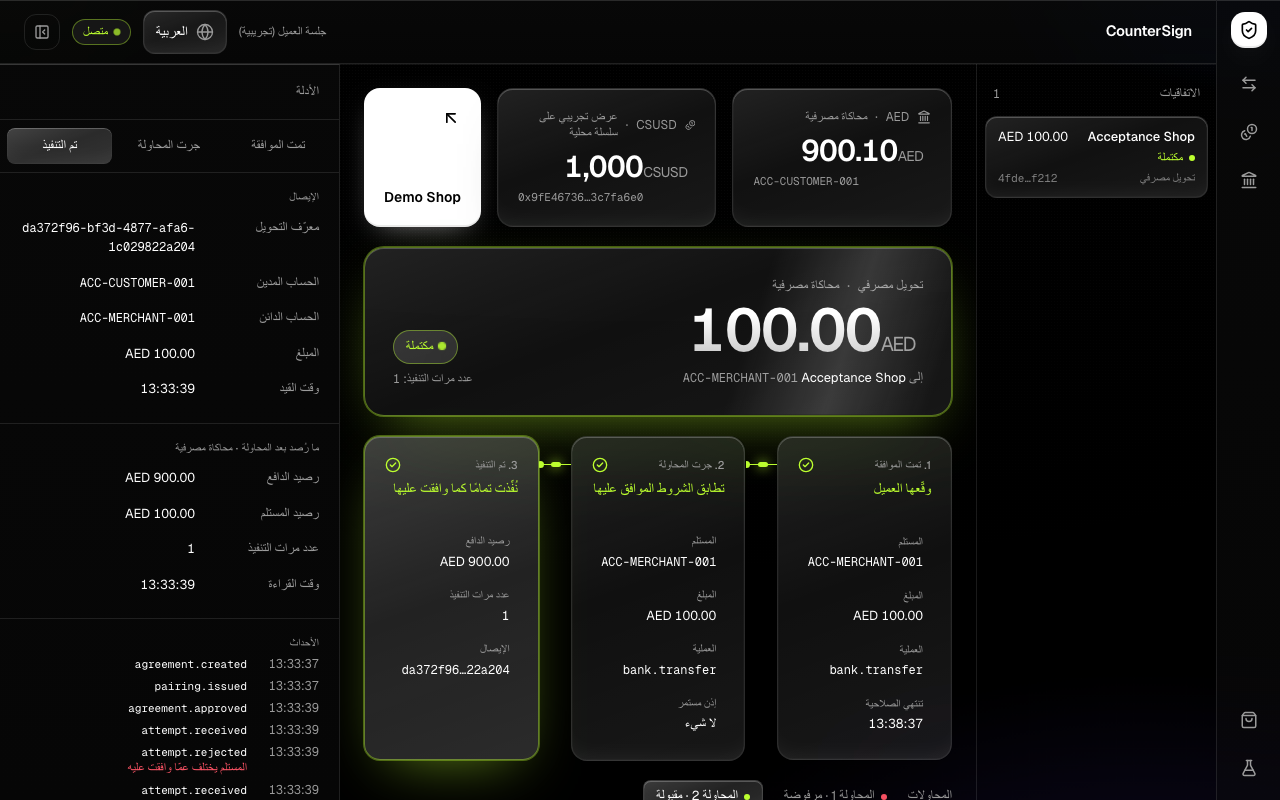 CounterSign
جلسة العميل (تجريبية)
العربية
متصل
الاتفاقيات
1
Acceptance Shop
AED 100.00
مكتملة
تحويل مصرفي
4fde…f212
AED · محاكاة مصرفية
900.10AED
ACC-CUSTOMER-001
CSUSD · عرض تجريبي على
سلسلة محلية
1,000CSUSD
0x9fE46736…3c7fa6e0
Demo Shop
تحويل مصرفي · محاكاة مصرفية
100.00AED
إلى Acceptance Shop ACC-MERCHANT-001
مكتملة
عدد مرات التنفيذ: 1
1. تمت الموافقة
وقّعها العميل
المستلم
ACC-MERCHANT-001
المبلغ
AED 100.00
العملية
bank.transfer
تنتهي الصلاحية
13:38:37
2. جرت المحاولة
تطابق الشروط الموافق عليها
المستلم
ACC-MERCHANT-001
المبلغ
AED 100.00
العملية
bank.transfer
إذن مستمر
لا شيء
3. تم التنفيذ
نُفّذت تمامًا كما وافقت عليها
رصيد الدافع
AED 900.00
عدد مرات التنفيذ
1
الإيصال
da372f96…22a204
المحاولات
المحاولة 1 · مرفوضة
المحاولة 2 · مقبولة
الأدلة
تمت الموافقة
جرت المحاولة
تم التنفيذ
الإيصال
معرّف التحويل
da372f96-bf3d-4877-afa6-
1c029822a204
الحساب المدين
ACC-CUSTOMER-001
الحساب الدائن
ACC-MERCHANT-001
المبلغ
AED 100.00
وقت القيد
13:33:39
ما رُصد بعد المحاولة · محاكاة مصرفية
رصيد الدافع
AED 900.00
رصيد المستلم
AED 100.00
عدد مرات التنفيذ
1
وقت القراءة
13:33:39
الأحداث
13:33:37 agreement.created
13:33:37 pairing.issued
13:33:39 agreement.approved
13:33:39 attempt.received
13:33:39 attempt.rejected
المستلم يختلف عمّا وافقت عليه
13:33:39 attempt.received